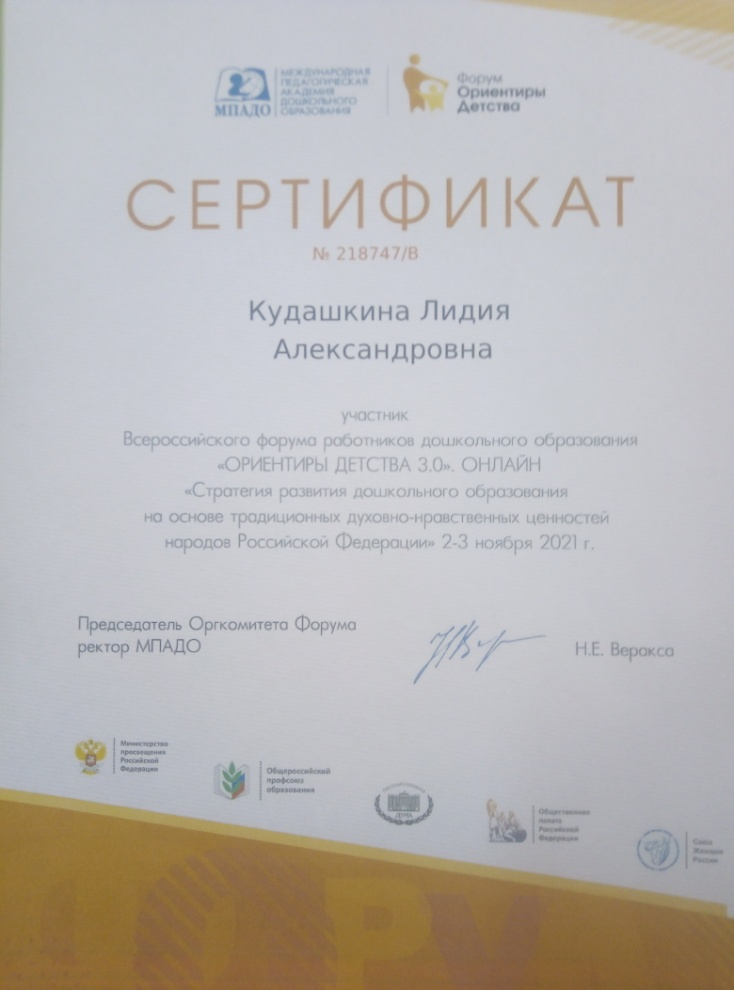 МПАДО
МЕЖДУНАРОДНАЯ
ПЕДАГОГИЧЕСКАЯ
АКАДЕМИЯ
ДОШКОЛЬНОГО
ОБРАЗОВАНИЯ
Форум
Ориентиры
Детства
СЕРТИФИКАТ
№ 218747/В
Кудашкина Лидия
Александровна
участник
Всероссийского форума работников дошкольного образования
«ОРИЕНТИРЫ ДЕТСТВА 3.0». ОНЛАЙН
«Стратегия развития дошкольного образования
на основе традиционных духовно-нравственных ценностей
народов Российской Федерации» 2-3 ноября 2021 г.
Председатель Оргкомитета Форума
ректор МПАДО
Н.Е. Веракса
Министерство
просвещения
Российской
Федерации
Общероссийский
профсоюз
образования
ДУМА
Общественная
палата
Российской
Федерации
Союз
Женщин
России